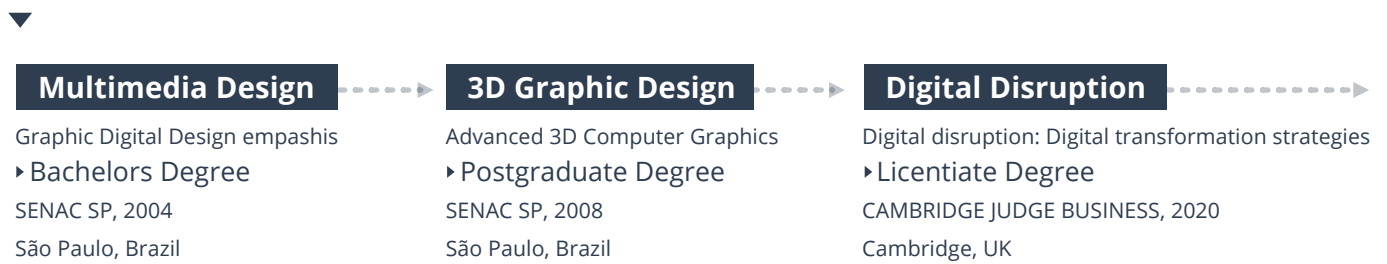 Multimedia Design
Graphic Digital Design empashis
Bachelors Degree
SENAC SP, 2004
São Paulo, Brazil
3D Graphic Design
Advanced 3D Computer Graphics
Postgraduate Degree
SENAC SP, 2008
São Paulo, Brazil
Digital Disruption
Digital disruption: Digital transformation strategies
Licentiate Degree
CAMBRIDGE JUDGE BUSINESS, 2020
Cambridge, UK